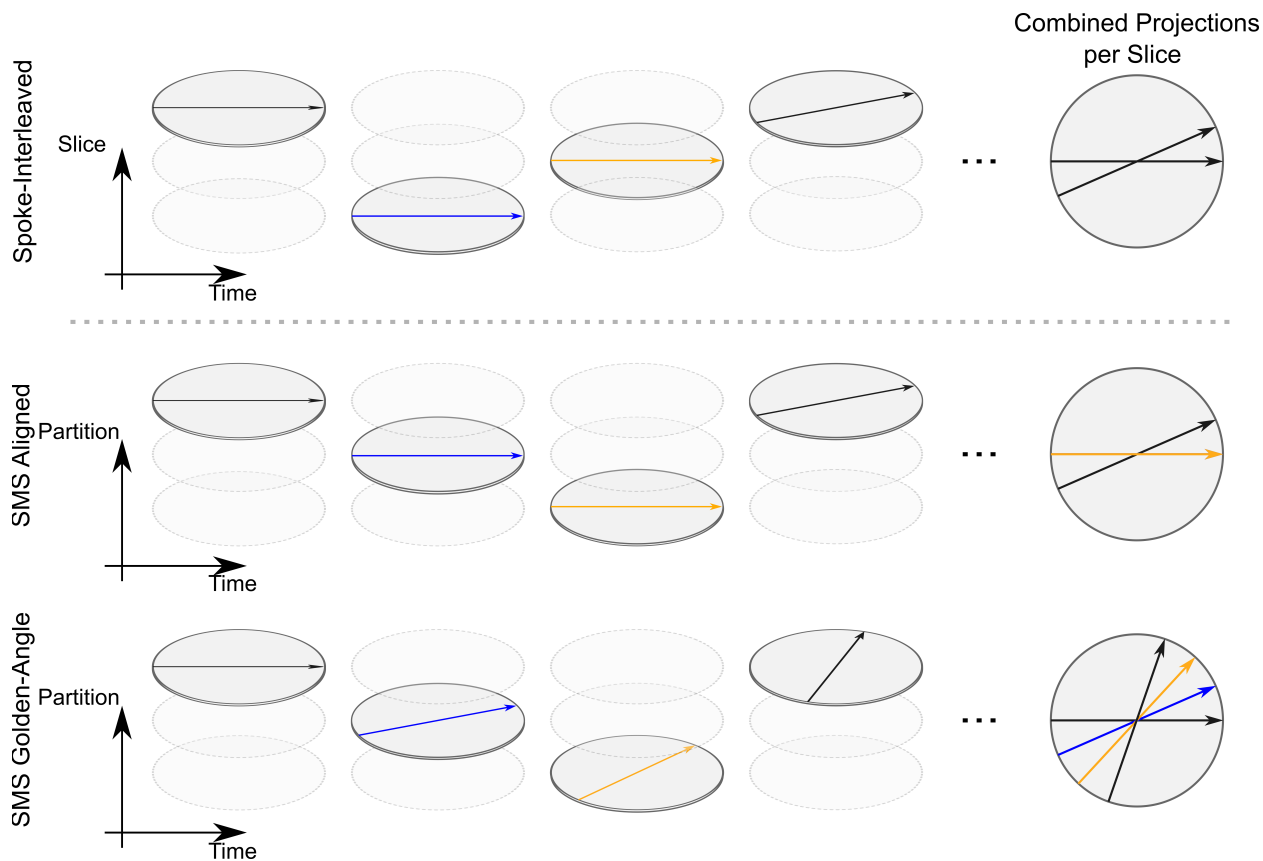 Combined Projections
per Slice
Spoke-Interleaved
Slice
...
Time
SMS Aligned
Partition
...
Time
SMS Golden-Angle
Partition
...
Time